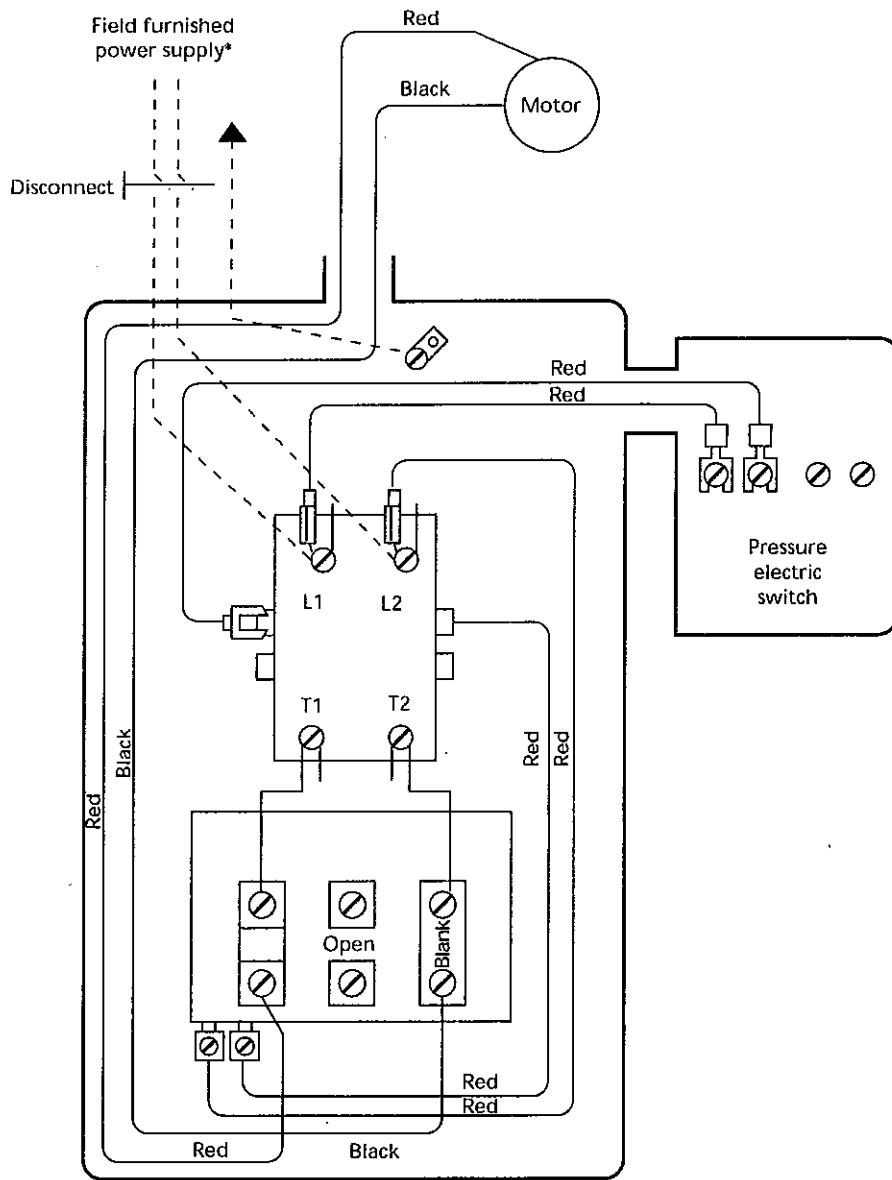 Field furnished
power supply*
Red
Black
Motor
Disconnect
Red
Red
L1
L2
Pressure
electric
switch
T1
T2
Black
Red
Red
Red
Open
Blank
Red
Red
Red
Black